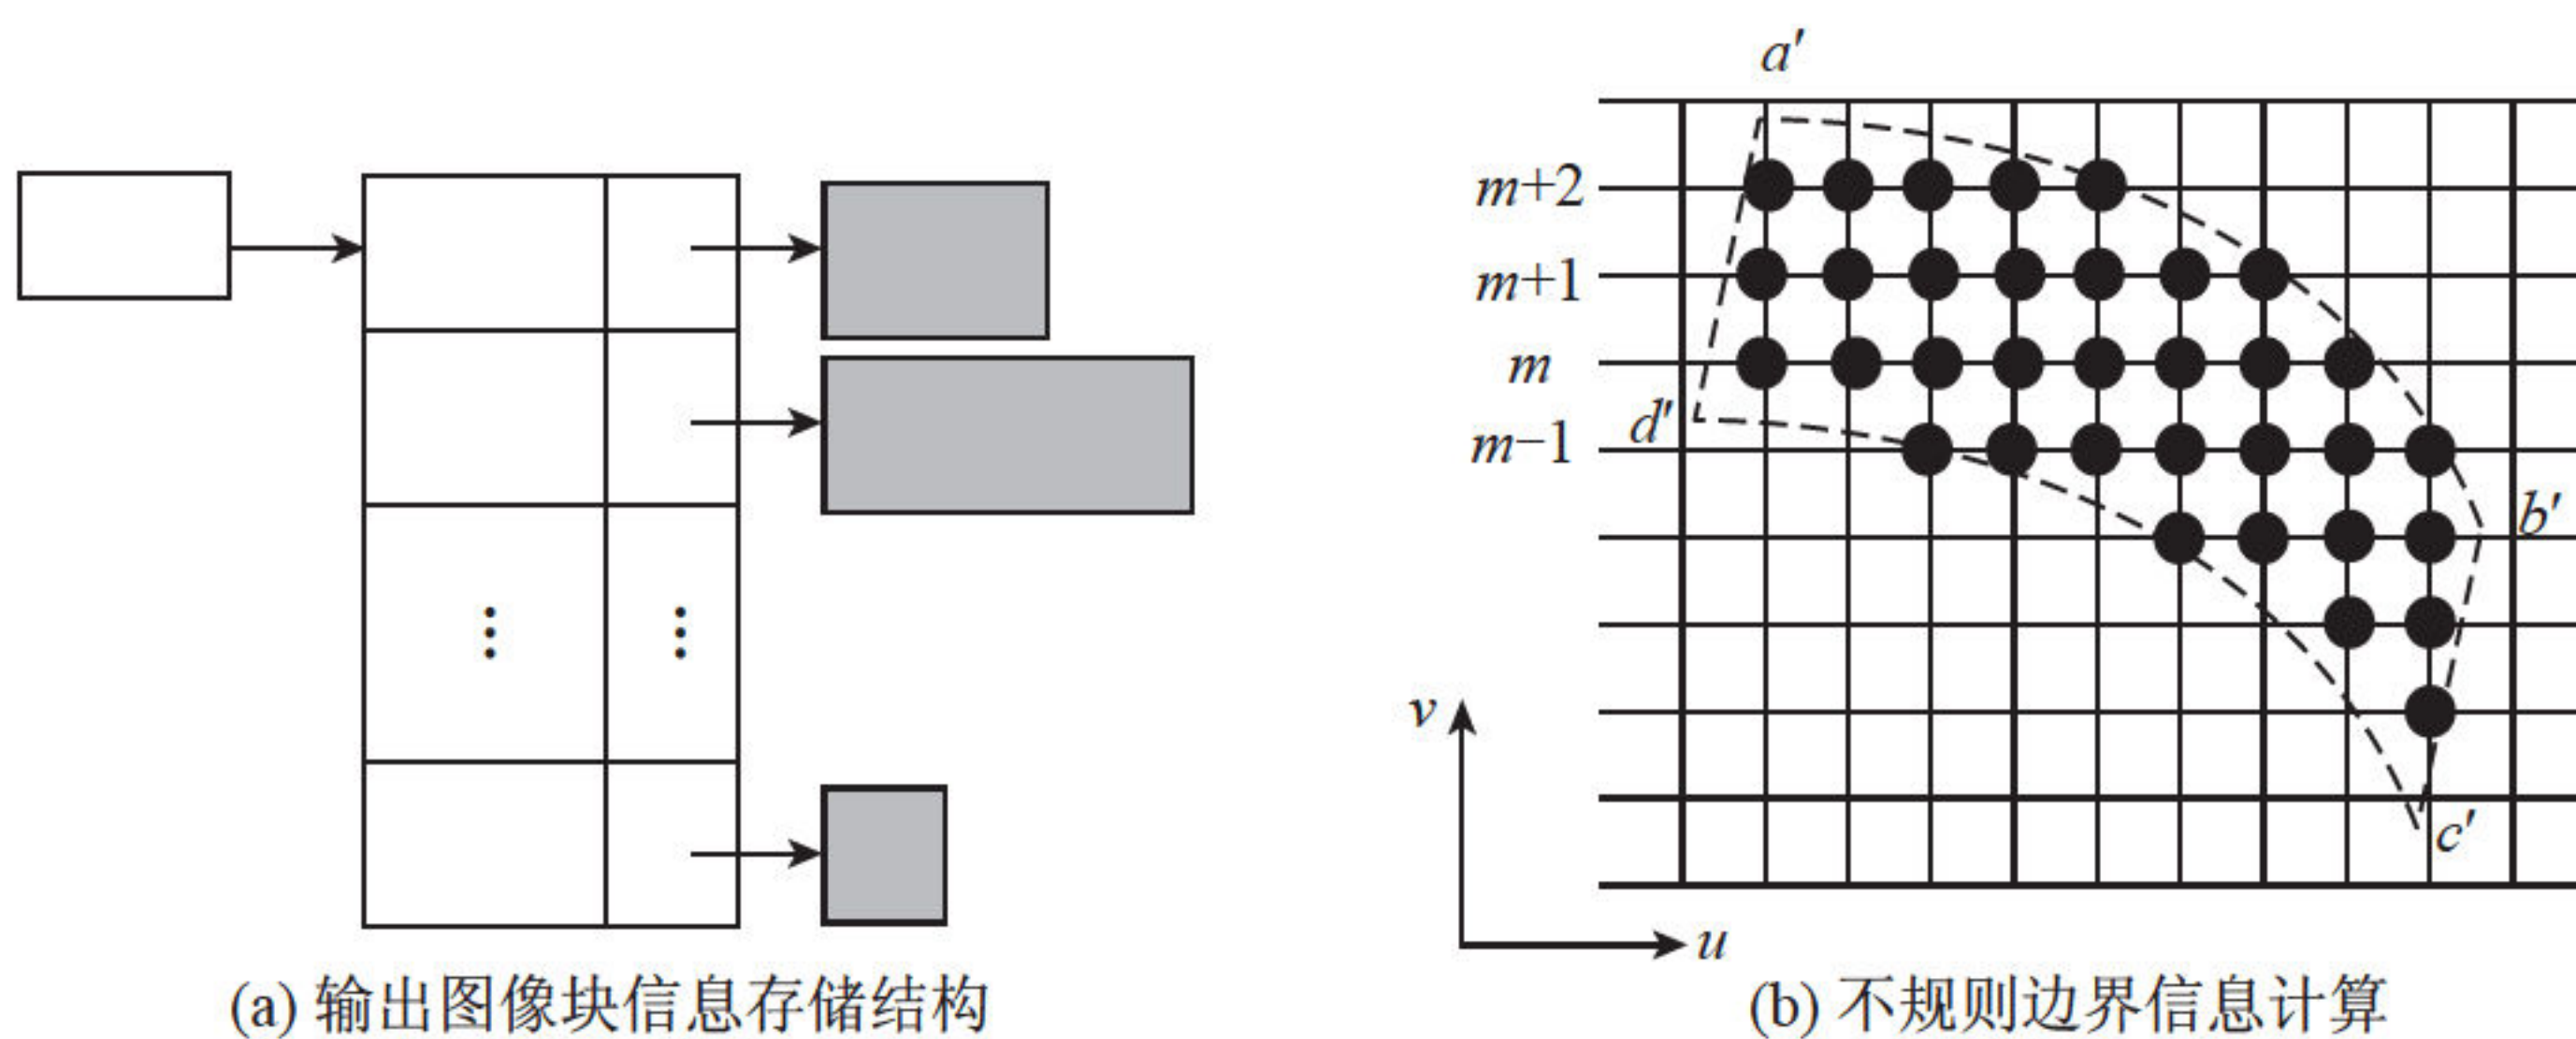 a′
m+2
m+1
m
d′
m−1
b′
v
c′
u
(a) 输出图像块信息存储结构
(b) 不规则边界信息计算